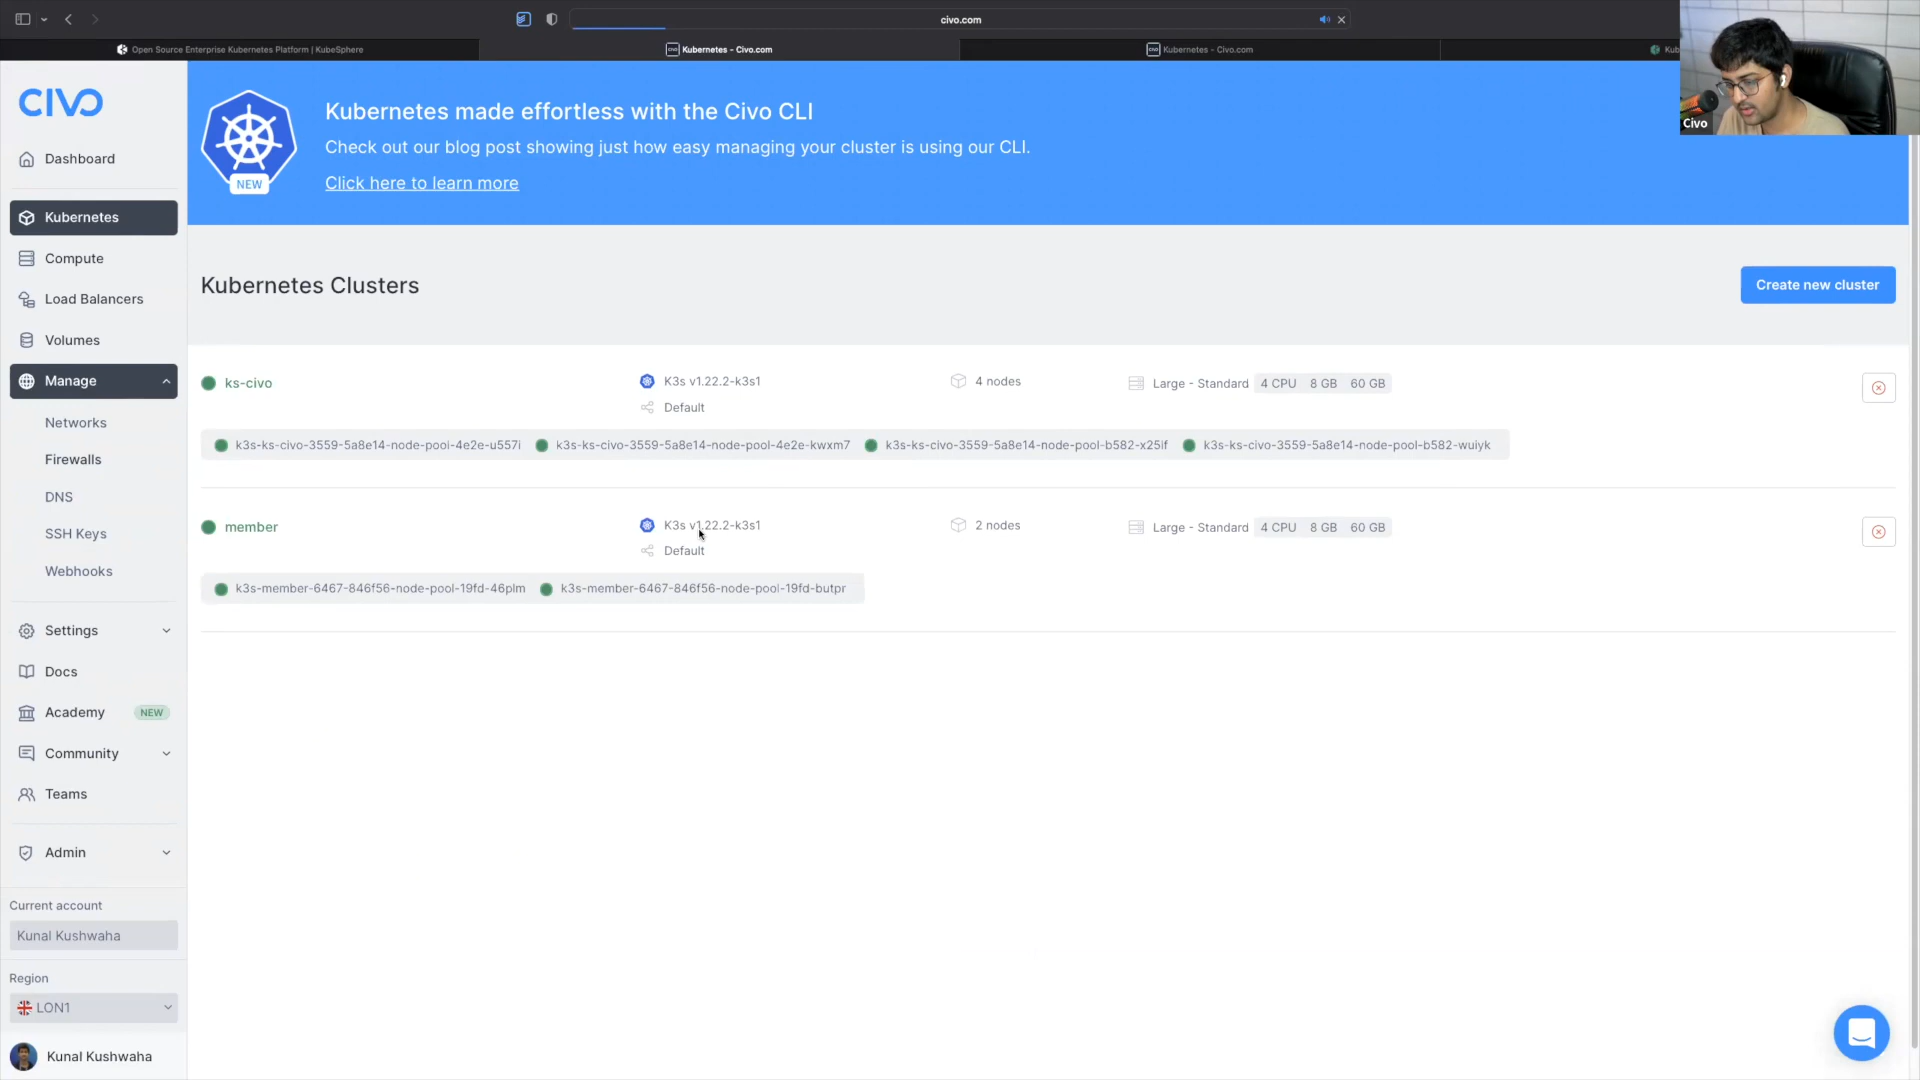 civo.com
Open Source Enterprise Kubernetes Platform | KubeSphere
Kubernetes - Civo.com
Kubernetes - Civo.com
Kub
Civo
CIVO
Dashboard
Kubernetes
Compute
Load Balancers
Volumes
Manage
Networks
Firewalls
DNS
SSH Keys
Webhooks
Settings
Docs
Academy NEW
Community
Teams
Admin
Current account
Kunal Kushwaha
Region
LON1
Kunal Kushwaha
NEW
Kubernetes made effortless with the Civo CLI
Check out our blog post showing just how easy managing your cluster is using our CLI.
Click here to learn more
Kubernetes Clusters
Create new cluster
ks-civo
K3s v1.22.2-k3s1
Default
4 nodes
Large - Standard 4 CPU 8 GB 60 GB
k3s-ks-civo-3559-5a8e14-node-pool-4e2e-u557i k3s-ks-civo-3559-5a8e14-node-pool-4e2e-kwxm7 k3s-ks-civo-3559-5a8e14-node-pool-b582-x25lf k3s-ks-civo-3559-5a8e14-node-pool-b582-wuiyk
member
K3s v1.22.2-k3s1
Default
2 nodes
Large - Standard 4 CPU 8 GB 60 GB
k3s-member-6467-846f56-node-pool-19fd-46plm k3s-member-6467-846f56-node-pool-19fd-butpr